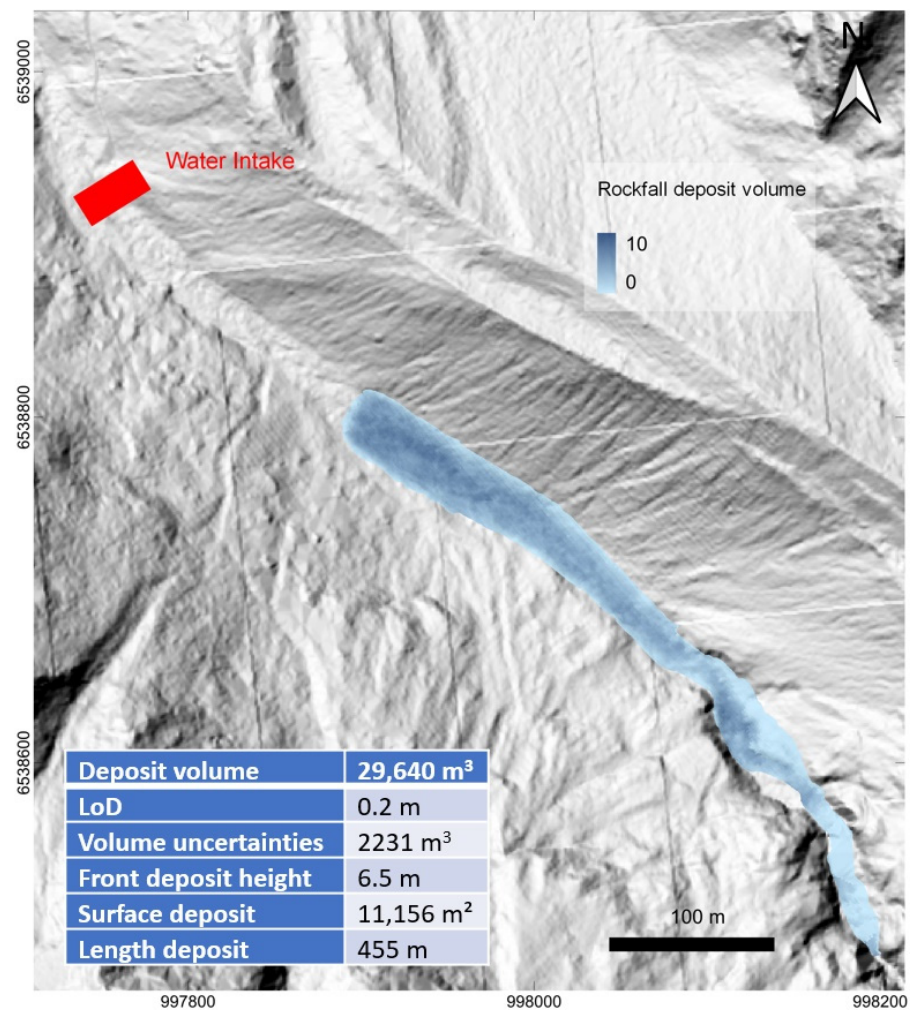 N
6539000
Water Intake
Rockfall deposit volume
10
0
6538800
6538600
Deposit volume 29,640 m³
LoD 0.2 m
Volume uncertainties 2231 m³
Front deposit height 6.5 m
Surface deposit 11,156 m²
Length deposit 455 m
100 m
997800 998000 998200